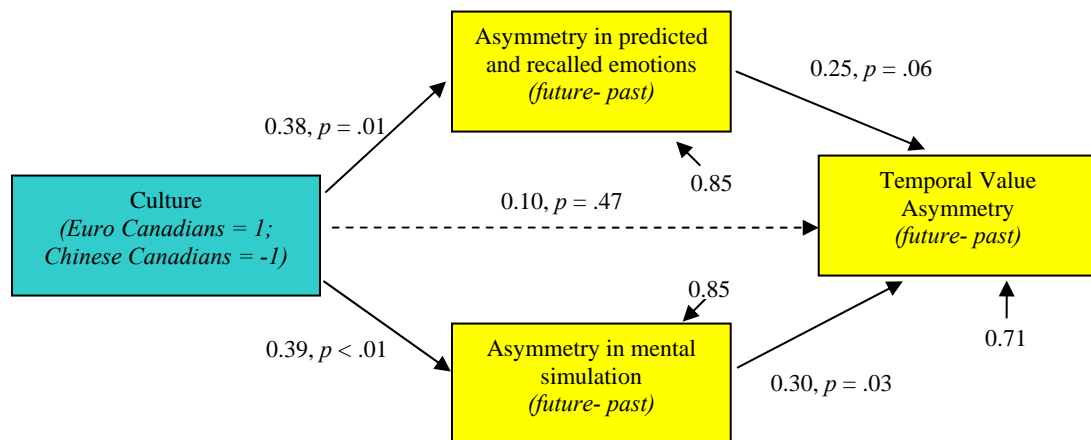 Asymmetry in predicted
and recalled emotions
(future- past)
0.25, p = .06
0.38, p = .01
0.85
Culture
(Euro Canadians = 1;
Chinese Canadians = -1)
0.10, p = .47
Temporal Value
Asymmetry
(future- past)
0.85
0.39, p < .01
Asymmetry in mental
simulation
(future- past)
0.30, p = .03
0.71